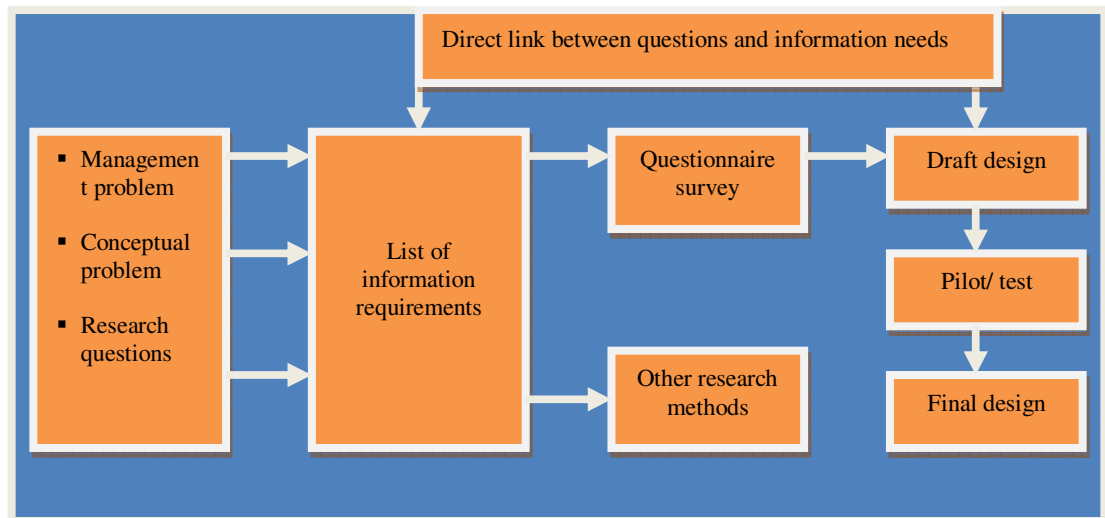 Direct link between questions and information needs
▪ Managemen
t problem
▪ Conceptual
problem
▪ Research
questions
List of
information
requirements
Questionnaire
survey
Other research
methods
Draft design
Pilot/ test
Final design